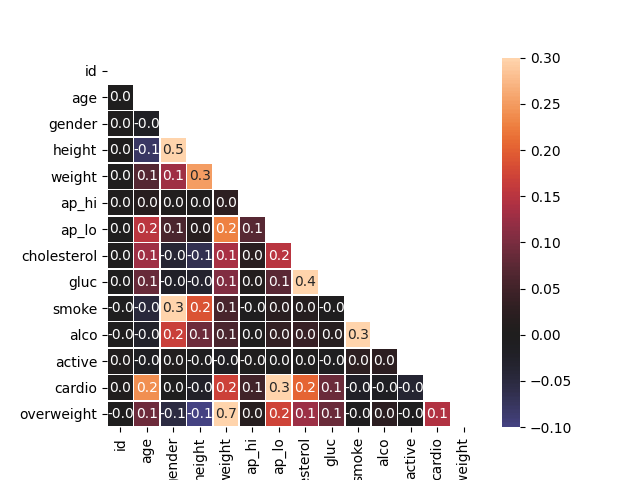 id
age 0.0
gender 0.0 -0.0
height 0.0 -0.1 0.5
weight 0.0 0.1 0.1 0.3
ap_hi 0.0 0.0 0.0 0.0 0.0
ap_lo 0.0 0.2 0.1 0.0 0.2 0.1
cholesterol 0.0 0.1 -0.0 -0.1 0.1 0.0 0.2
gluc 0.0 0.1 -0.0 -0.0 0.1 0.0 0.1 0.4
smoke -0.0 -0.0 0.3 0.2 0.1 -0.0 0.0 0.0 -0.0
alco 0.0 -0.0 0.2 0.1 0.1 0.0 0.0 0.0 0.0 0.3
active -0.0 -0.0 0.0 -0.0 -0.0 -0.0 0.0 0.0 -0.0 0.0 0.0
cardio 0.0 0.2 0.0 -0.0 0.2 0.1 0.3 0.2 0.1 -0.0 -0.0 -0.0
overweight -0.0 0.1 -0.1 -0.1 0.7 0.0 0.2 0.1 0.1 -0.0 0.0 -0.0 0.1
id age gender height weight ap_hi ap_lo esterol gluc smoke alco active cardio weight
0.30
0.25
0.20
0.15
0.10
0.05
0.00
−0.05
−0.10